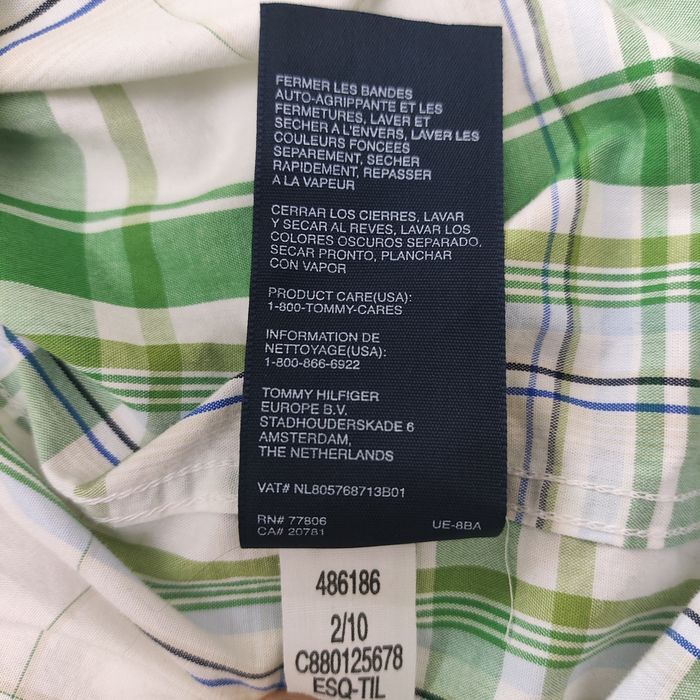 FERMER LES BANDES
AUTO-AGRIPPANTE ET LES
FERMETURES, LAVER ET
SECHER A L'ENVERS, LAVER LES
COULEURS FONCEES
SEPAREMENT, SECHER
RAPIDEMENT, REPASSER
A LA VAPEUR
CERRAR LOS CIERRES, LAVAR
Y SECAR AL REVES, LAVAR LOS
COLORES OSCUROS SEPARADO,
SECAR PRONTO, PLANCHAR
CON VAPOR
PRODUCT CARE(USA):
1-800-TOMMY-CARES
INFORMATION DE
NETTOYAGE(USA):
1-800-866-6922
TOMMY HILFIGER
EUROPE B.V.
STADHOUDERSKADE 6
AMSTERDAM,
THE NETHERLANDS
VAT# NL805768713B01
RN# 77806
CA# 20781 UE-8BA
486186
2/10
C880125678
ESQ-TIL